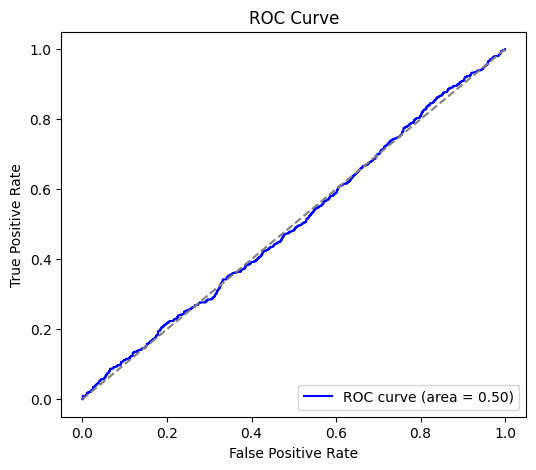 ROC Curve
True Positive Rate
1.0
0.8
0.6
0.4
0.2
0.0
ROC curve (area = 0.50)
0.0 0.2 0.4 0.6 0.8 1.0
False Positive Rate